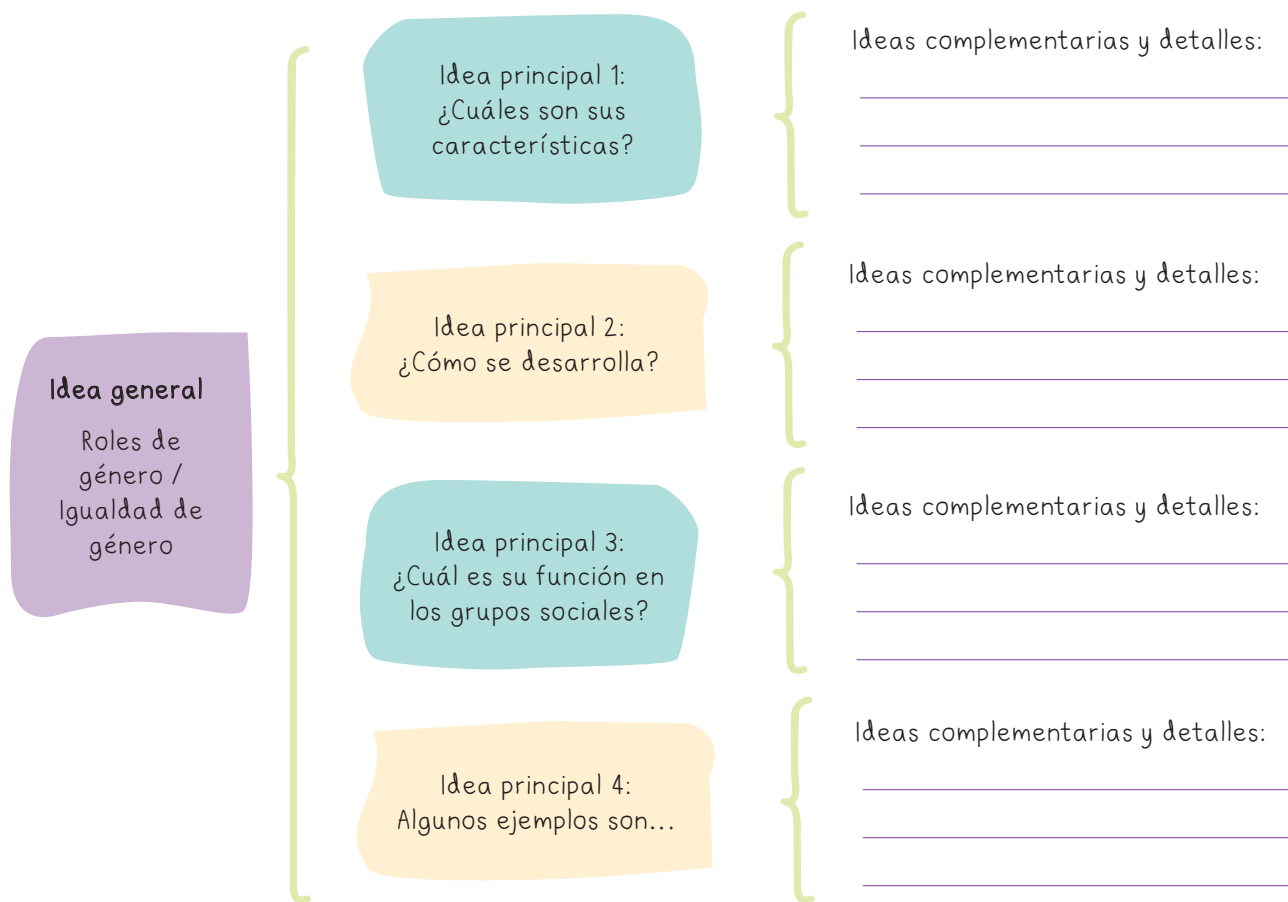 Idea general
Roles de
género /
Igualdad de
género
Idea principal 1:
¿Cuáles son sus
características?
Ideas complementarias y detalles:
Idea principal 2:
¿Cómo se desarrolla?
Ideas complementarias y detalles:
Idea principal 3:
¿Cuál es su función en
los grupos sociales?
Ideas complementarias y detalles:
Idea principal 4:
Algunos ejemplos son...
Ideas complementarias y detalles: